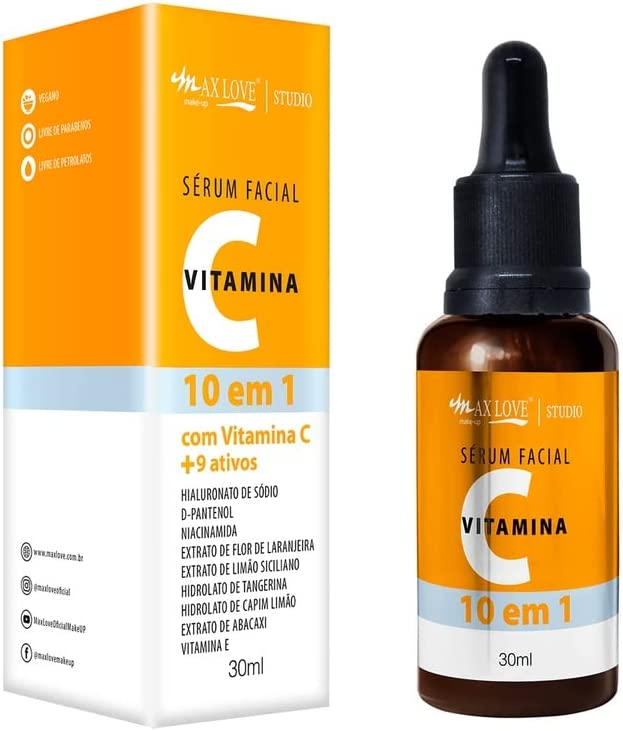 VEGANO
LIVRE DE PARABENOS
LIVRE DE PETROLATOS
www.maxlove.com.br
@maxloveoficial
MaxLoveOficialMakeUP
@maxlovemakeup
MAX LOVE® | STUDIO
make-up
SÉRUM FACIAL
C
VITAMINA
10 em 1
com Vitamina C
+9 ativos
HIALURONATO DE SÓDIO
D-PANTENOL
NIACINAMIDA
EXTRATO DE FLOR DE LARANJEIRA
EXTRATO DE LIMÃO SICILIANO
HIDROLATO DE TANGERINA
HIDROLATO DE CAPIM LIMÃO
EXTRATO DE ABACAXI
VITAMINA E
30ml
MAX LOVE® | STUDIO
make-up
SÉRUM FACIAL
C
VITAMINA
10 em 1
30ml